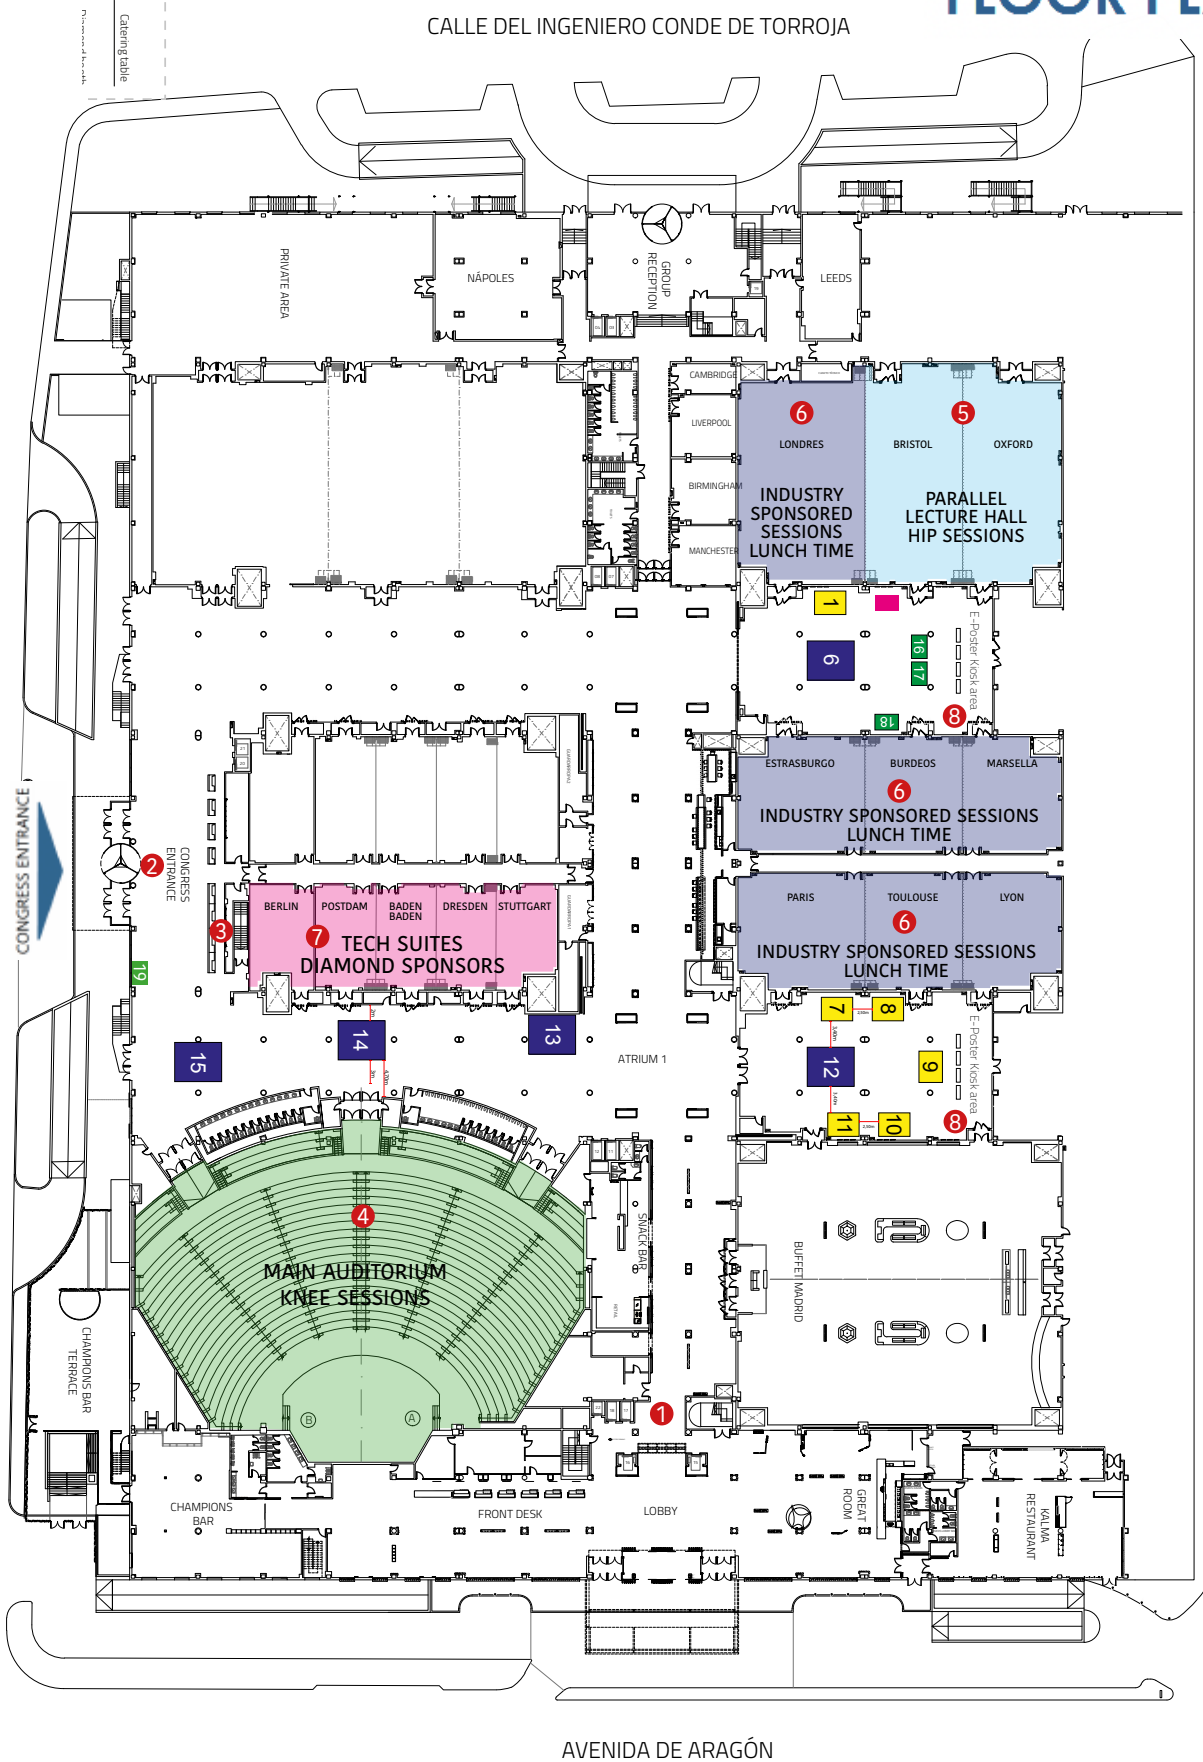 CALLE DEL INGENIERO CONDE DE TORROJA
Catering table
PRIVATE AREA
NÁPOLES
GROUP
RECEPTION
LEEDS
CAMBRIDGE
LIVERPOOL
BIRMINGHAM
MANCHESTER
6
LONDRES
INDUSTRY
SPONSORED
SESSIONS
LUNCH TIME
5
BRISTOL
OXFORD
PARALLEL
LECTURE HALL
HIP SESSIONS
1
6
16
17
18
E-Poster Kiosk area
8
ESTRASBURGO
BURDEOS
MARSELLA
6
INDUSTRY SPONSORED SESSIONS
LUNCH TIME
CONGRESS ENTRANCE
2
CONGRESS
ENTRANCE
3
19
BERLIN
POSTDAM
BADEN
BADEN
DRESDEN
STUTTGART
7
TECH SUITES
DIAMOND SPONSORS
PARIS
TOULOUSE
LYON
6
INDUSTRY SPONSORED SESSIONS
LUNCH TIME
15
14
13
ATRIUM 1
7
8
12
9
11
10
E-Poster Kiosk area
8
4
MAIN AUDITORIUM
KNEE SESSIONS
B
A
SNACK BAR
BUFFET MADRID
CHAMPIONS BAR
TERRACE
1
CHAMPIONS
BAR
FRONT DESK
LOBBY
GREAT
ROOM
KALMA
RESTAURANT
AVENIDA DE ARAGÓN